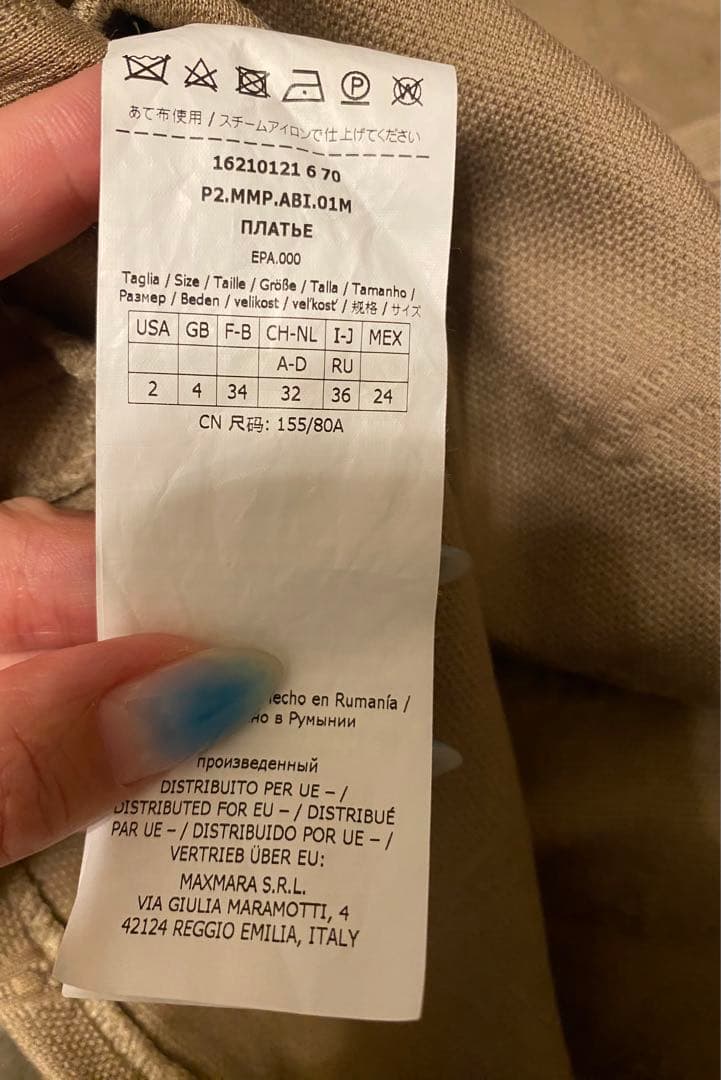 P W
あて布使用 / スチームアイロンで仕上げてください
16210121 6 70
P2.MMP.ABI.01M
ПЛАТЬЕ
EPA.000
Taglia / Size / Taille / Größe / Talla / Tamanho /
Размер / Beden / velikost / veľkosť / 规格 / サイズ
USA GB F-B CH-NL I-J MEX
A-D RU
2 4 34 32 36 24
CN 尺码: 155/80A
en Rumanía /
в Румынии
произведенный
DISTRIBUITO PER UE – /
DISTRIBUTED FOR EU – / DISTRIBUÉ
PAR UE – / DISTRIBUIDO POR UE – /
VERTRIEB ÜBER EU:
MAXMARA S.R.L.
VIA GIULIA MARAMOTTI, 4
42124 REGGIO EMILIA, ITALY